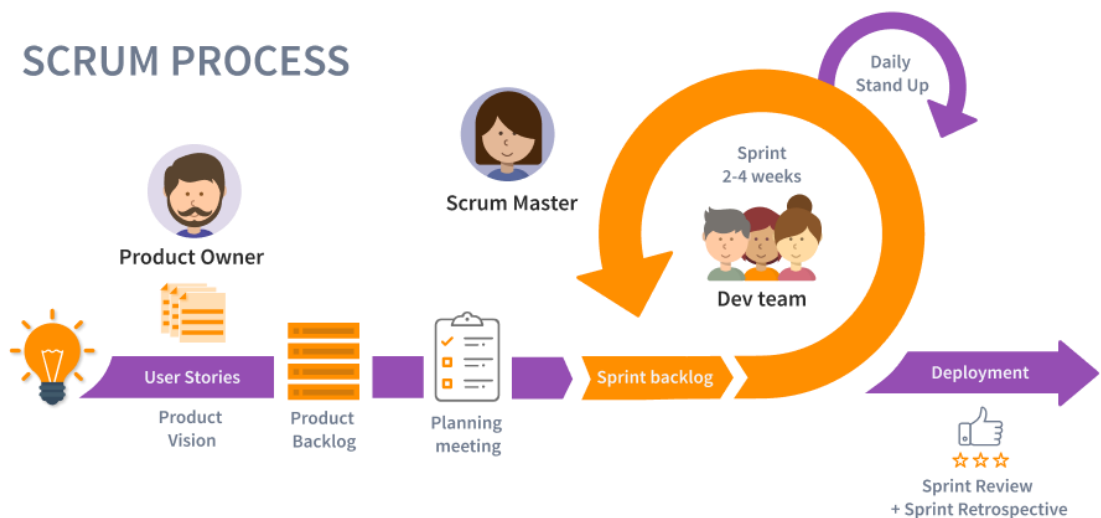 SCRUM PROCESS
Daily
Stand Up
Sprint
2-4 weeks
Scrum Master
Product Owner
Dev team
User Stories
Sprint backlog
Deployment
Product
Vision
Product
Backlog
Planning
meeting
Sprint Review
+ Sprint Retrospective